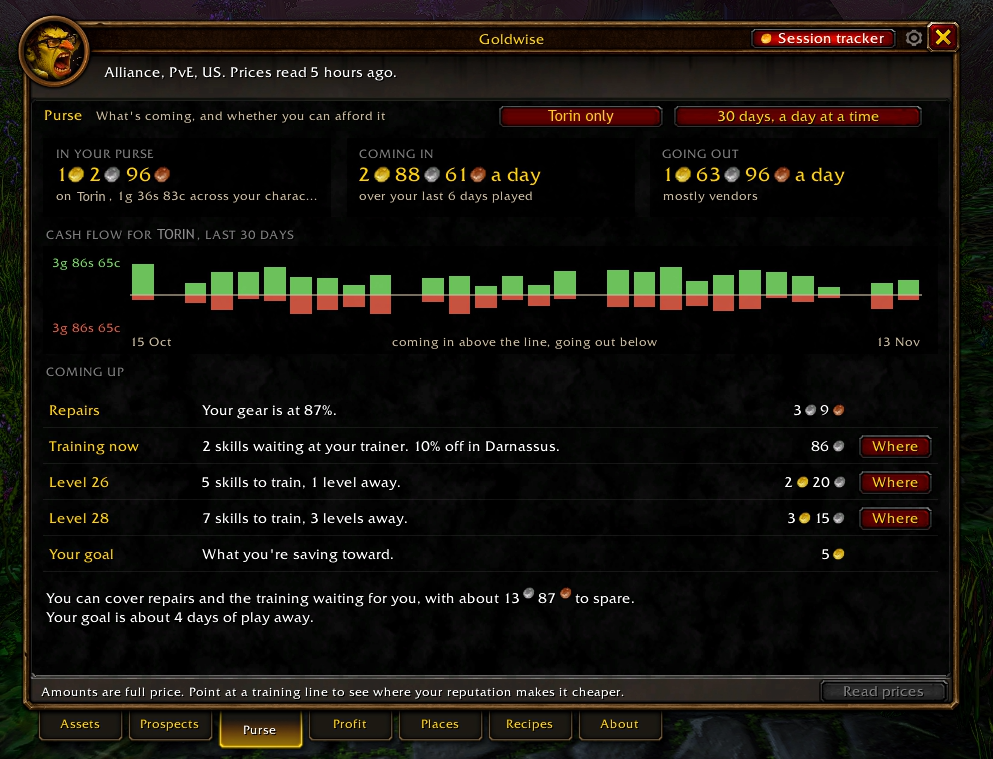 Goldwise
Session tracker
Alliance, PvE, US. Prices read 5 hours ago.
Purse What's coming, and whether you can afford it
Torin only
30 days, a day at a time
IN YOUR PURSE
1 2 96
on Torin, 1g 36s 83c across your charac...
COMING IN
2 88 61 a day
over your last 6 days played
GOING OUT
1 63 96 a day
mostly vendors
CASH FLOW FOR TORIN, LAST 30 DAYS
3g 86s 65c
3g 86s 65c
15 Oct
coming in above the line, going out below
13 Nov
COMING UP
Repairs Your gear is at 87%. 3 9
Training now 2 skills waiting at your trainer. 10% off in Darnassus. 86 Where
Level 26 5 skills to train, 1 level away. 2 20 Where
Level 28 7 skills to train, 3 levels away. 3 15 Where
Your goal What you're saving toward. 5
You can cover repairs and the training waiting for you, with about 13 87 to spare.
Your goal is about 4 days of play away.
Amounts are full price. Point at a training line to see where your reputation makes it cheaper.
Read prices
Assets Prospects Purse Profit Places Recipes About